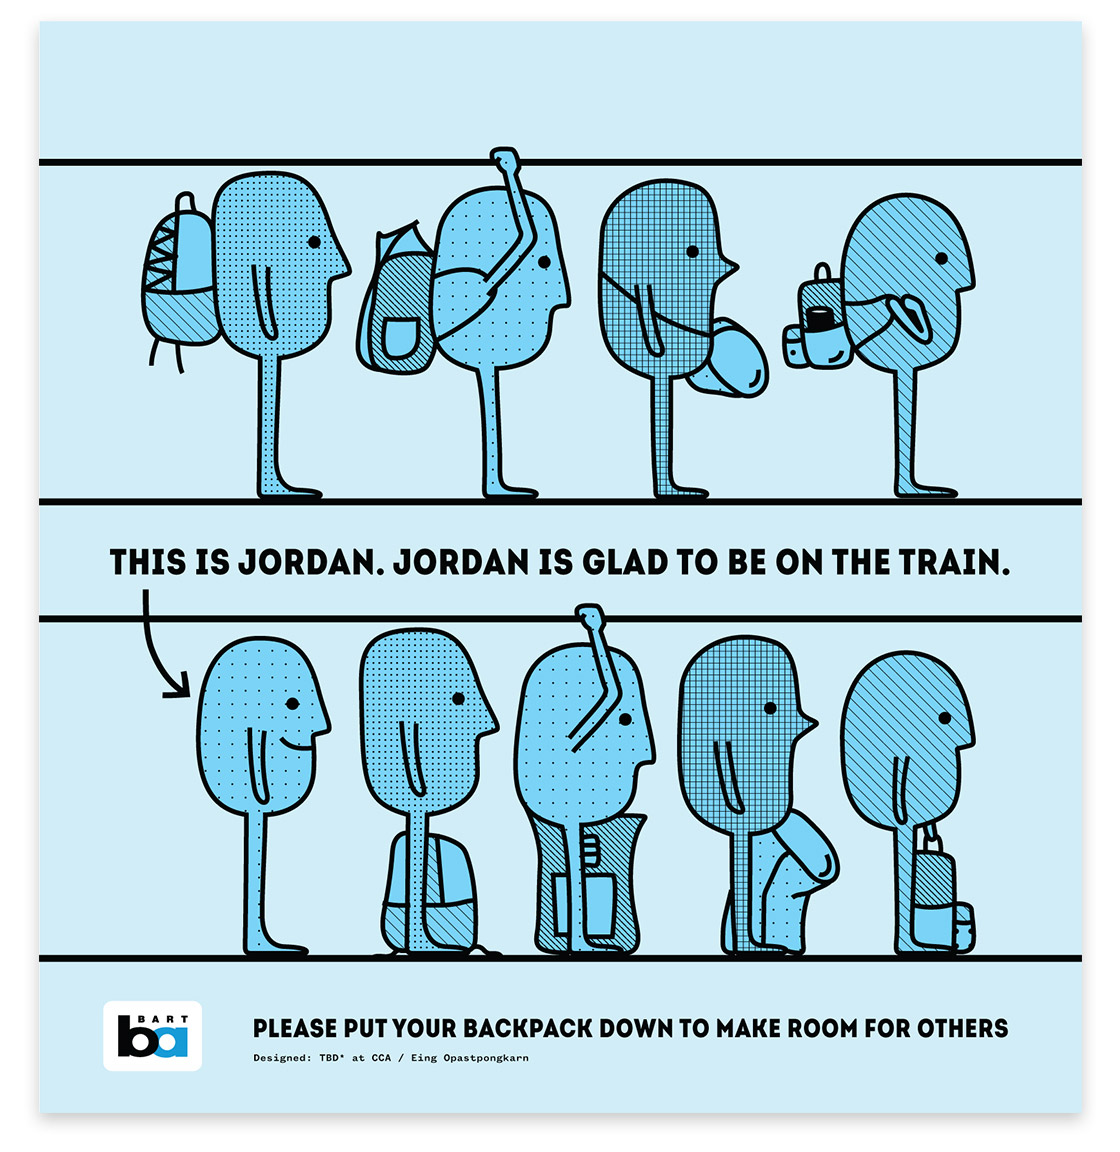 THIS IS JORDAN. JORDAN IS GLAD TO BE ON THE TRAIN.
BART
ba
PLEASE PUT YOUR BACKPACK DOWN TO MAKE ROOM FOR OTHERS
Designed: TBD* at CCA / Eing Opastpongkarn